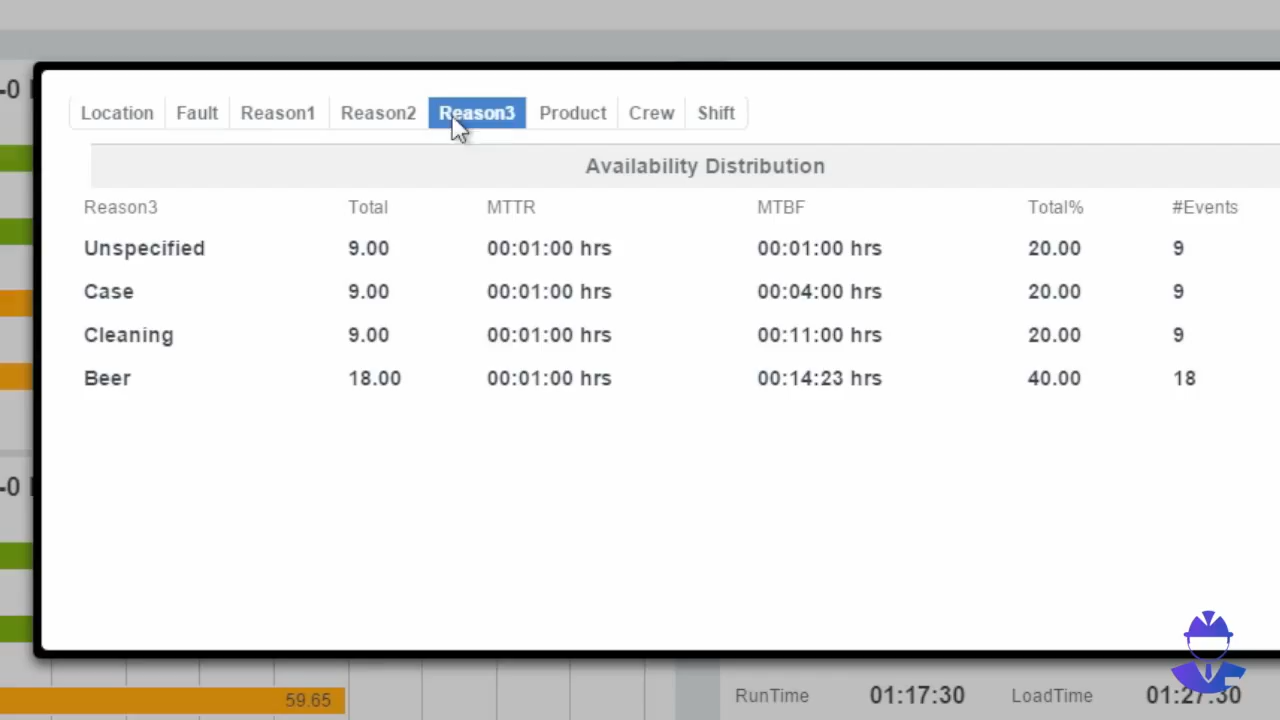 -0
Location Fault Reason1 Reason2 Reason3 Product Crew Shift
Availability Distribution
Reason3 Total MTTR MTBF Total% #Events
Unspecified 9.00 00:01:00 hrs 00:01:00 hrs 20.00 9
Case 9.00 00:01:00 hrs 00:04:00 hrs 20.00 9
Cleaning 9.00 00:01:00 hrs 00:11:00 hrs 20.00 9
Beer 18.00 00:01:00 hrs 00:14:23 hrs 40.00 18
-0
59.65 RunTime 01:17:30 LoadTime 01:27:30